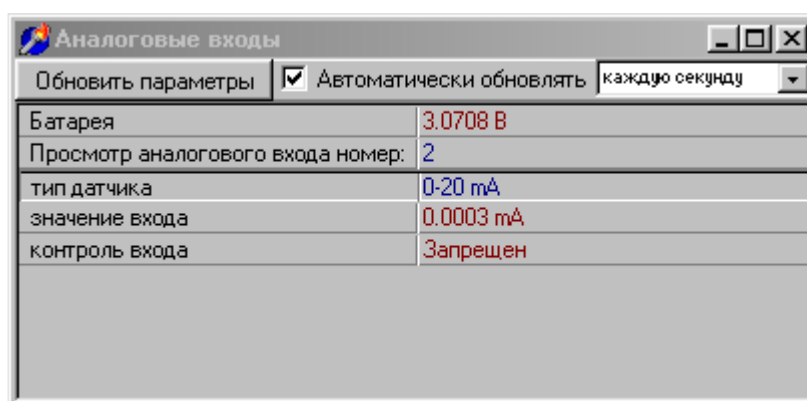 Аналоговые входы
Обновить параметры Автоматически обновлять каждую секунду
Батарея 3.0708 В
Просмотр аналогового входа номер: 2
тип датчика 0-20 mA
значение входа 0.0003 mA
контроль входа Запрещен